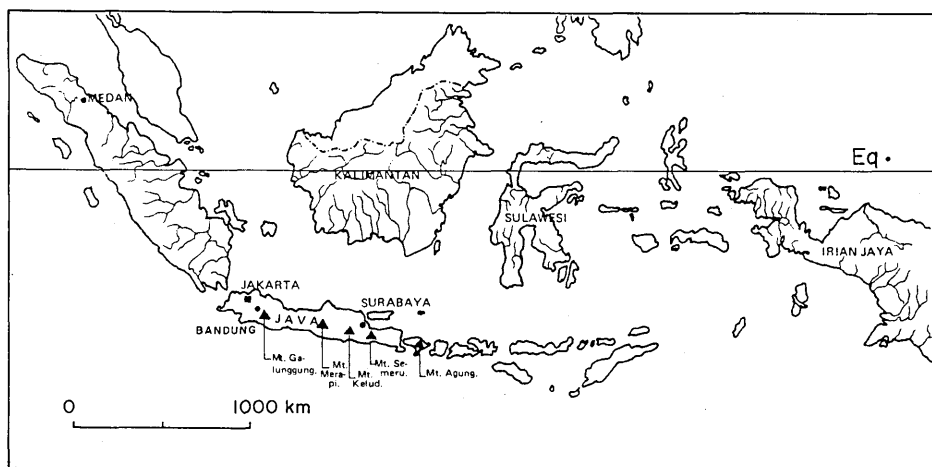 MEDAN
Eq.
KALIMANTAN
SULAWESI
IRIAN JAYA
JAKARTA
SURABAYA
JAVA
BANDUNG
Mt. Ga-
lunggung.
Mt.
Mera-
pi.
Mt.
Kelud.
Mt. Se-
meru.
Mt. Agung.
0 1000 km